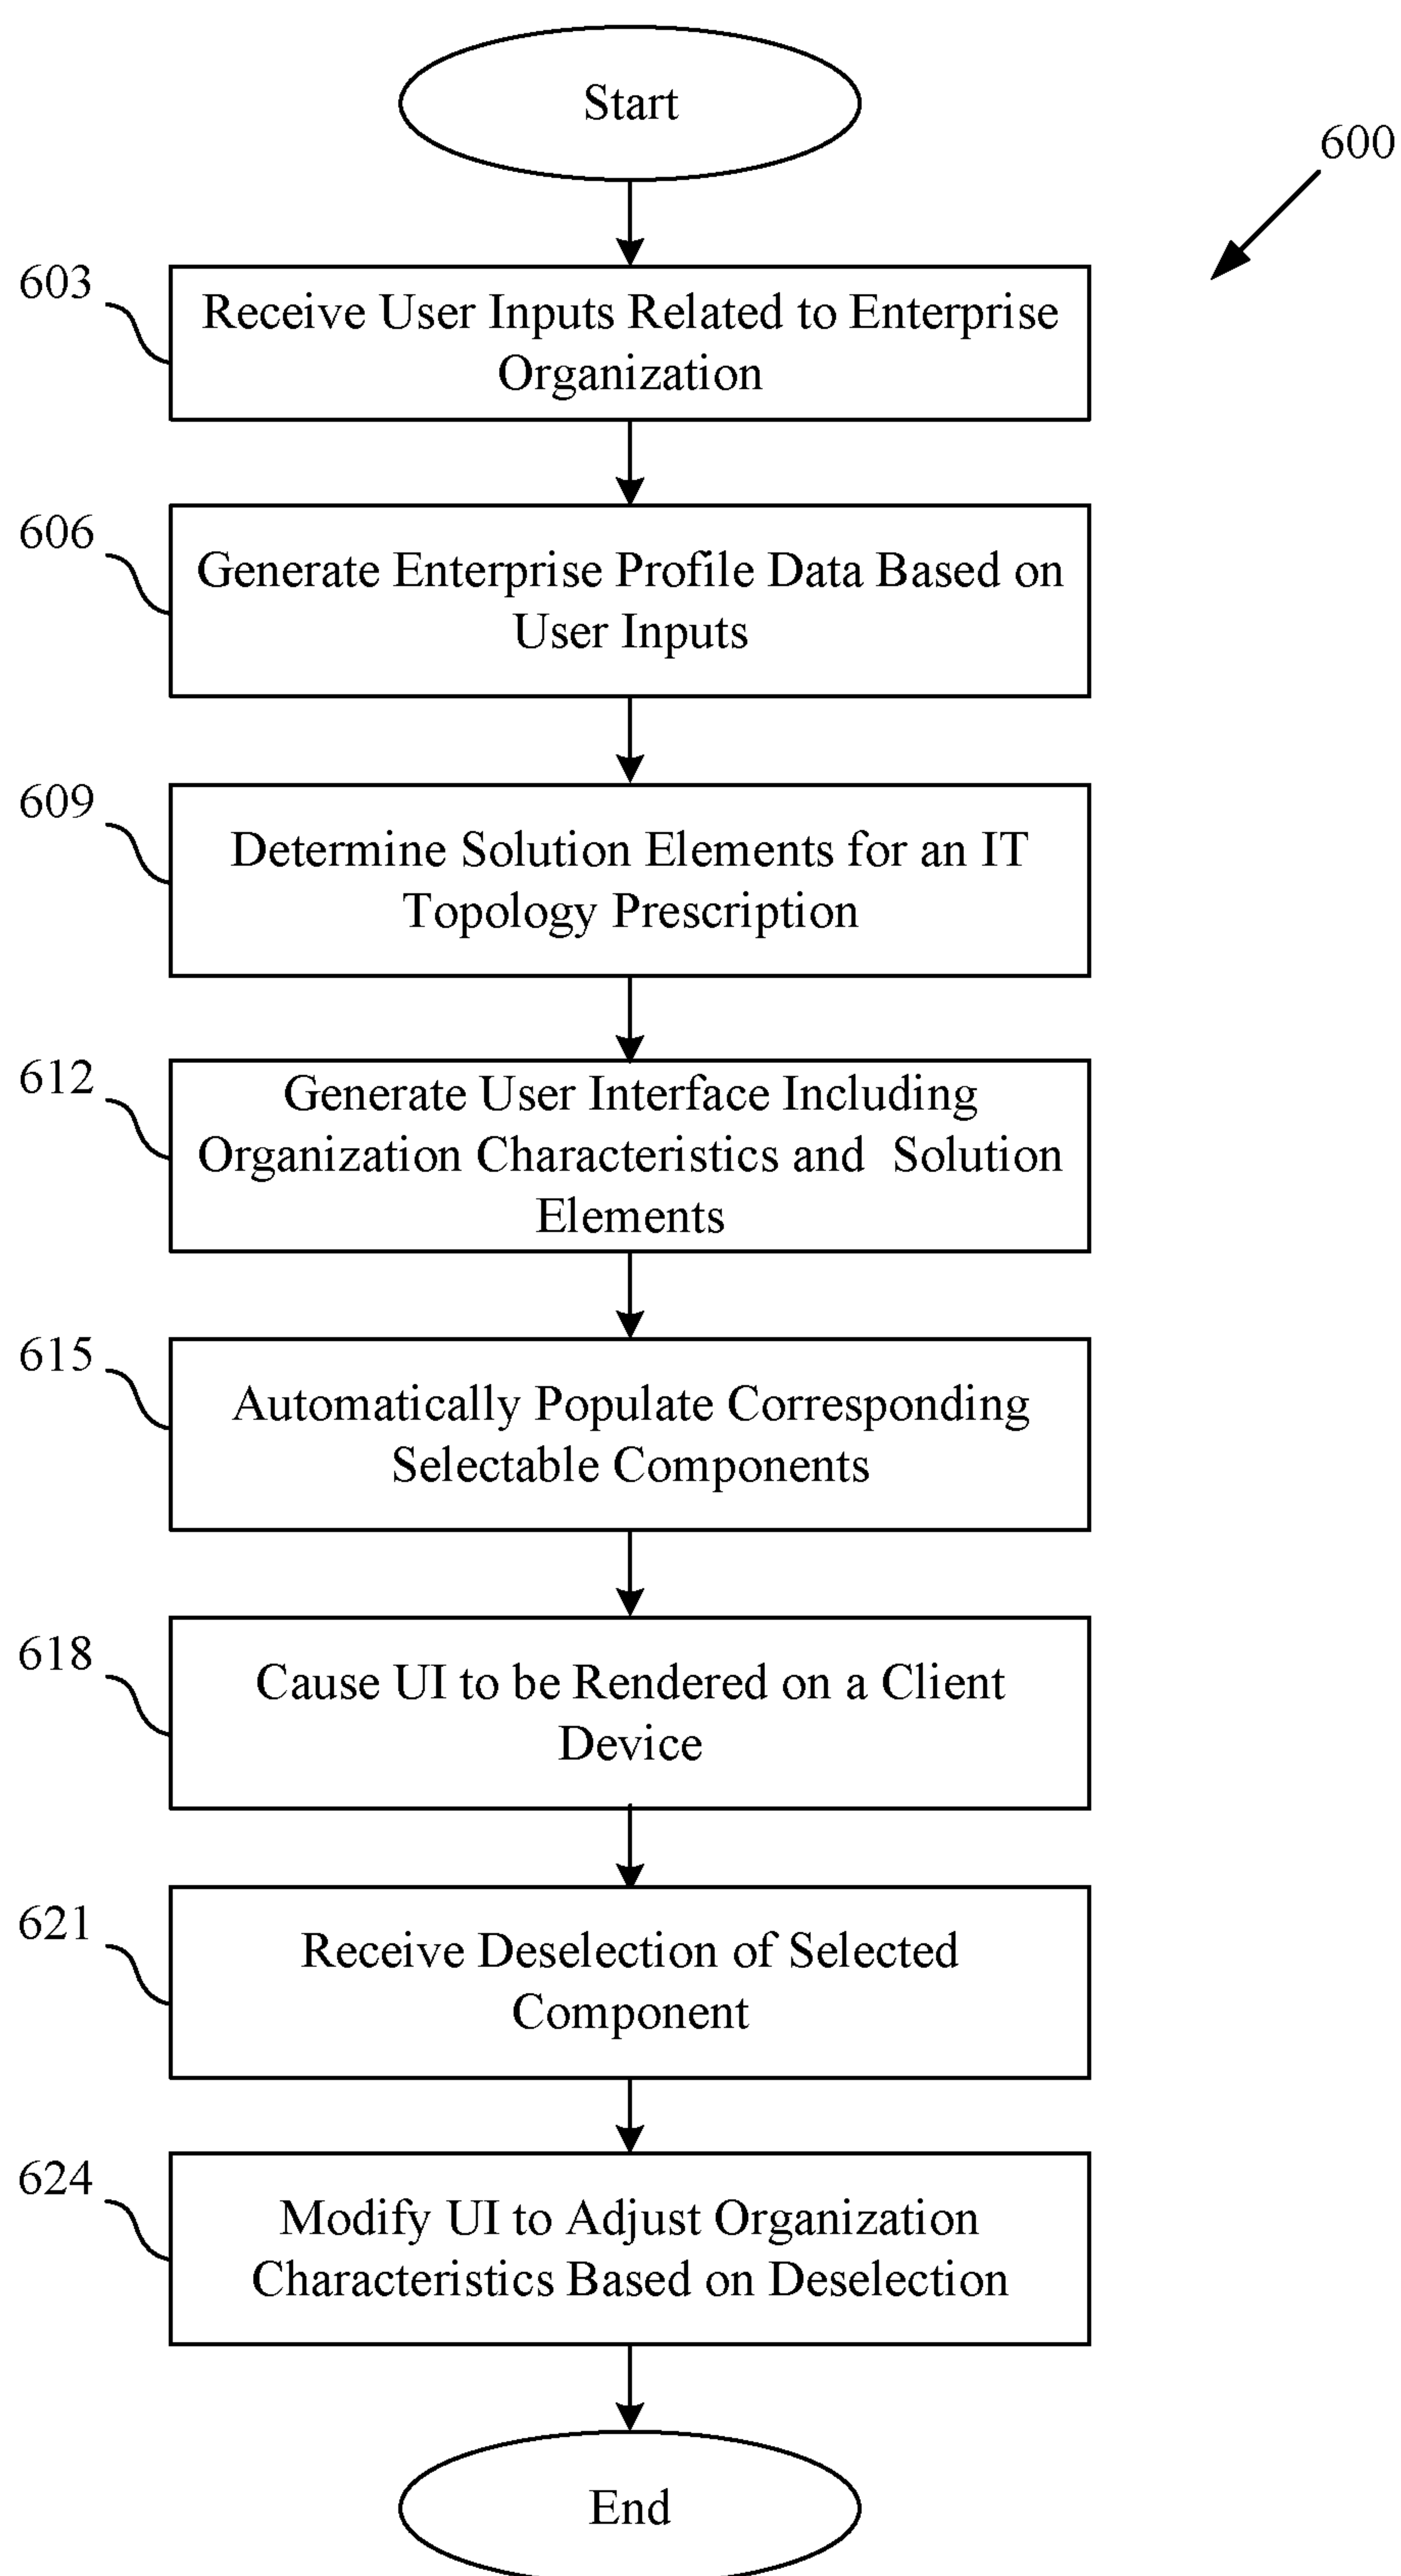 Start
600
603
Receive User Inputs Related to Enterprise
Organization
606
Generate Enterprise Profile Data Based on
User Inputs
609
Determine Solution Elements for an IT
Topology Prescription
612
Generate User Interface Including
Organization Characteristics and Solution
Elements
615
Automatically Populate Corresponding
Selectable Components
618
Cause UI to be Rendered on a Client
Device
621
Receive Deselection of Selected
Component
624
Modify UI to Adjust Organization
Characteristics Based on Deselection
End